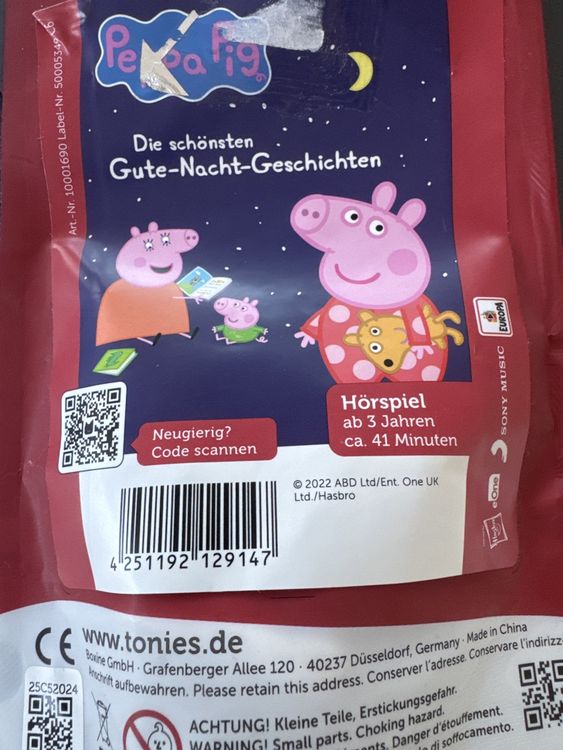 Peppa Pig
Art.-Nr. 10001690 Label-Nr.
Die schönsten
Gute-Nacht-Geschichten
EUROPA
SONY MUSIC
eOne
Hasbro
Hörspiel
ab 3 Jahren
ca. 41 Minuten
Neugierig?
Code scannen
© 2022 ABD Ltd/Ent. One UK
Ltd./Hasbro
4 251192 129147
CE www.tonies.de
Boxine GmbH · Grafenberger Allee 120 · 40237 Düsseldorf, Germany · Made in China
Anschrift aufbewahren. Please retain this address. Conserver l'adresse. Conservare l'indirizz
25C52024
ACHTUNG! Kleine Teile, Erstickungsgefahr.
WARNING! Small parts. Choking hazard.
Danger d'étouffement.
di soffocamento.